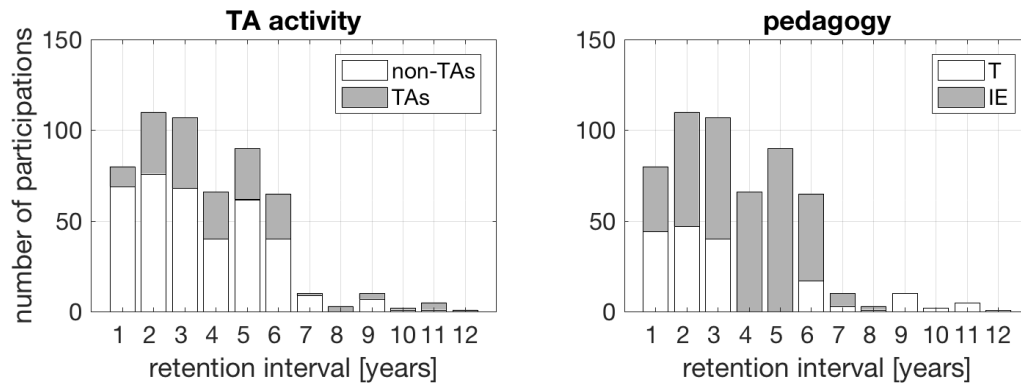 TA activity
number of participations
150
100
50
0
non-TAs
TAs
1 2 3 4 5 6 7 8 9 10 11 12
retention interval [years]
pedagogy
150
100
50
0
T
IE
1 2 3 4 5 6 7 8 9 10 11 12
retention interval [years]